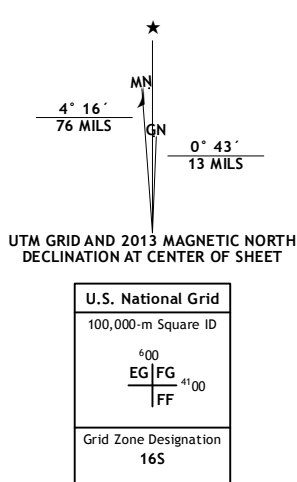 ★
MN
4° 16´
76 MILS
GN
0° 43´
13 MILS
UTM GRID AND 2013 MAGNETIC NORTH
DECLINATION AT CENTER OF SHEET
U.S. National Grid
100,000-m Square ID
⁶00
EG FG
⁴¹00
FF
Grid Zone Designation
16S